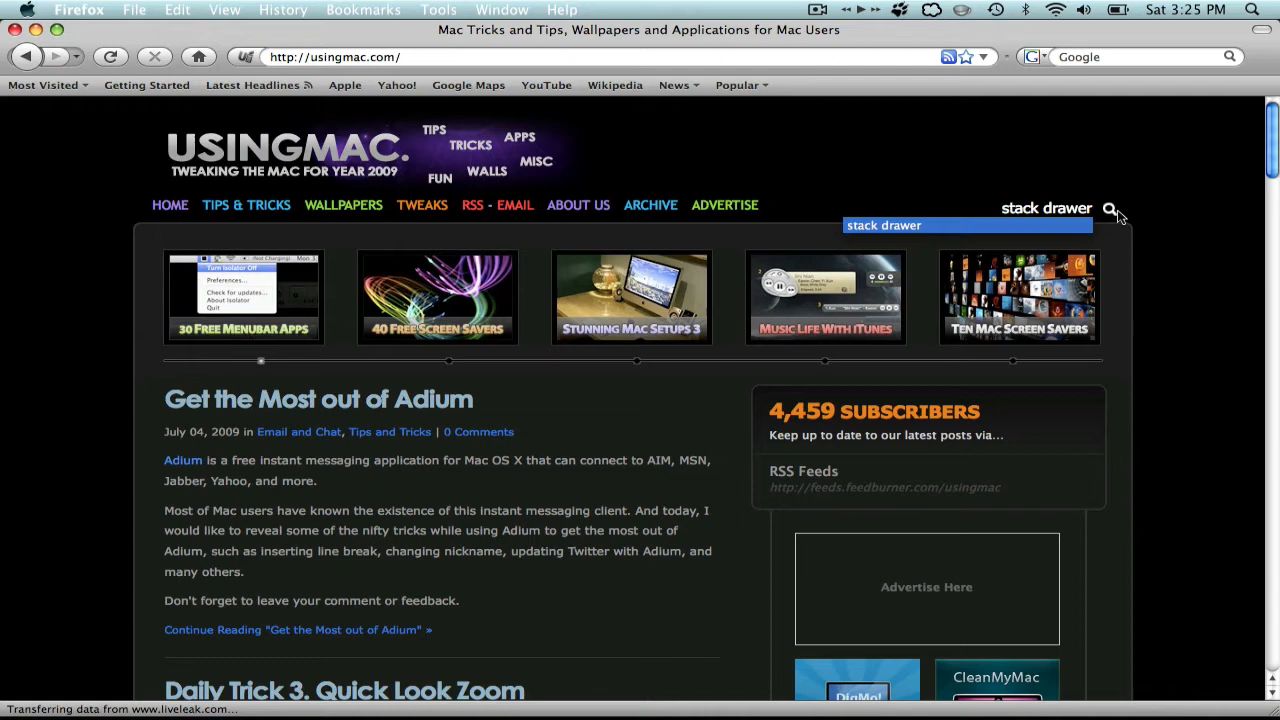 Firefox File Edit View History Bookmarks Tools Window Help Sat 3:25 PM
Mac Tricks and Tips, Wallpapers and Applications for Mac Users
http://usingmac.com/ Google
Most Visited Getting Started Latest Headlines Apple Yahoo! Google Maps YouTube Wikipedia News Popular
USINGMAC.
TWEAKING THE MAC FOR YEAR 2009
TIPS
TRICKS
APPS
MISC
WALLS
FUN
HOME TIPS & TRICKS WALLPAPERS TWEAKS RSS - EMAIL ABOUT US ARCHIVE ADVERTISE
stack drawer
stack drawer
Turn Isolator Off
Preferences...
Check for updates...
About Isolator
Quit
30 FREE MENUBAR APPS
40 FREE SCREEN SAVERS
STUNNING MAC SETUPS 3
MUSIC LIFE WITH ITUNES
TEN MAC SCREEN SAVERS
Get the Most out of Adium
July 04, 2009 in Email and Chat, Tips and Tricks | 0 Comments
Adium is a free instant messaging application for Mac OS X that can connect to AIM, MSN,
Jabber, Yahoo, and more.
Most of Mac users have known the existence of this instant messaging client. And today, I
would like to reveal some of the nifty tricks while using Adium to get the most out of
Adium, such as inserting line break, changing nickname, updating Twitter with Adium, and
many others.
Don't forget to leave your comment or feedback.
Continue Reading "Get the Most out of Adium" »
Daily Trick 3. Quick Look Zoom
4,459 SUBSCRIBERS
Keep up to date to our latest posts via...
RSS Feeds
http://feeds.feedburner.com/usingmac
Advertise Here
DigMo!
CleanMyMac
Transferring data from www.liveleak.com...